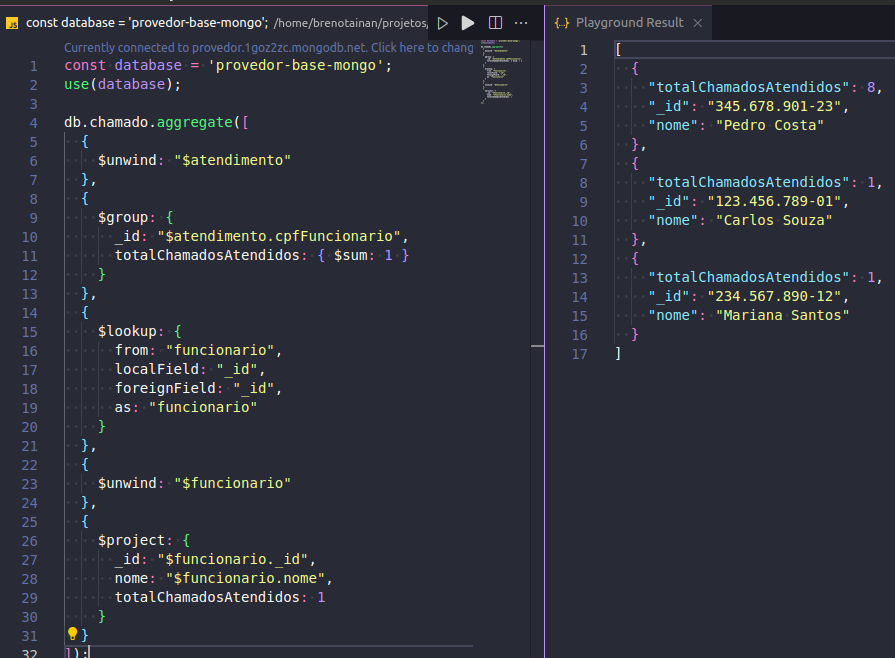 JS const database = 'provedor-base-mongo'; /home/brenotainan/projetos/
Currently connected to provedor.1goz2zc.mongodb.net. Click here to chang
1 const database = 'provedor-base-mongo';
2 use(database);
3
4 db.chamado.aggregate([
5 {
6 $unwind: "$atendimento"
7 },
8 {
9 $group: {
10 _id: "$atendimento.cpfFuncionario",
11 totalChamadosAtendidos: { $sum: 1 }
12 }
13 },
14 {
15 $lookup: {
16 from: "funcionario",
17 localField: "_id",
18 foreignField: "_id",
19 as: "funcionario"
20 }
21 },
22 {
23 $unwind: "$funcionario"
24 },
25 {
26 $project: {
27 _id: "$funcionario._id",
28 nome: "$funcionario.nome",
29 totalChamadosAtendidos: 1
30 }
31 }
32 ]);
{..} Playground Result
1 [
2 {
3 "totalChamadosAtendidos": 8,
4 "_id": "345.678.901-23",
5 "nome": "Pedro Costa"
6 },
7 {
8 "totalChamadosAtendidos": 1,
9 "_id": "123.456.789-01",
10 "nome": "Carlos Souza"
11 },
12 {
13 "totalChamadosAtendidos": 1,
14 "_id": "234.567.890-12",
15 "nome": "Mariana Santos"
16 }
17 ]